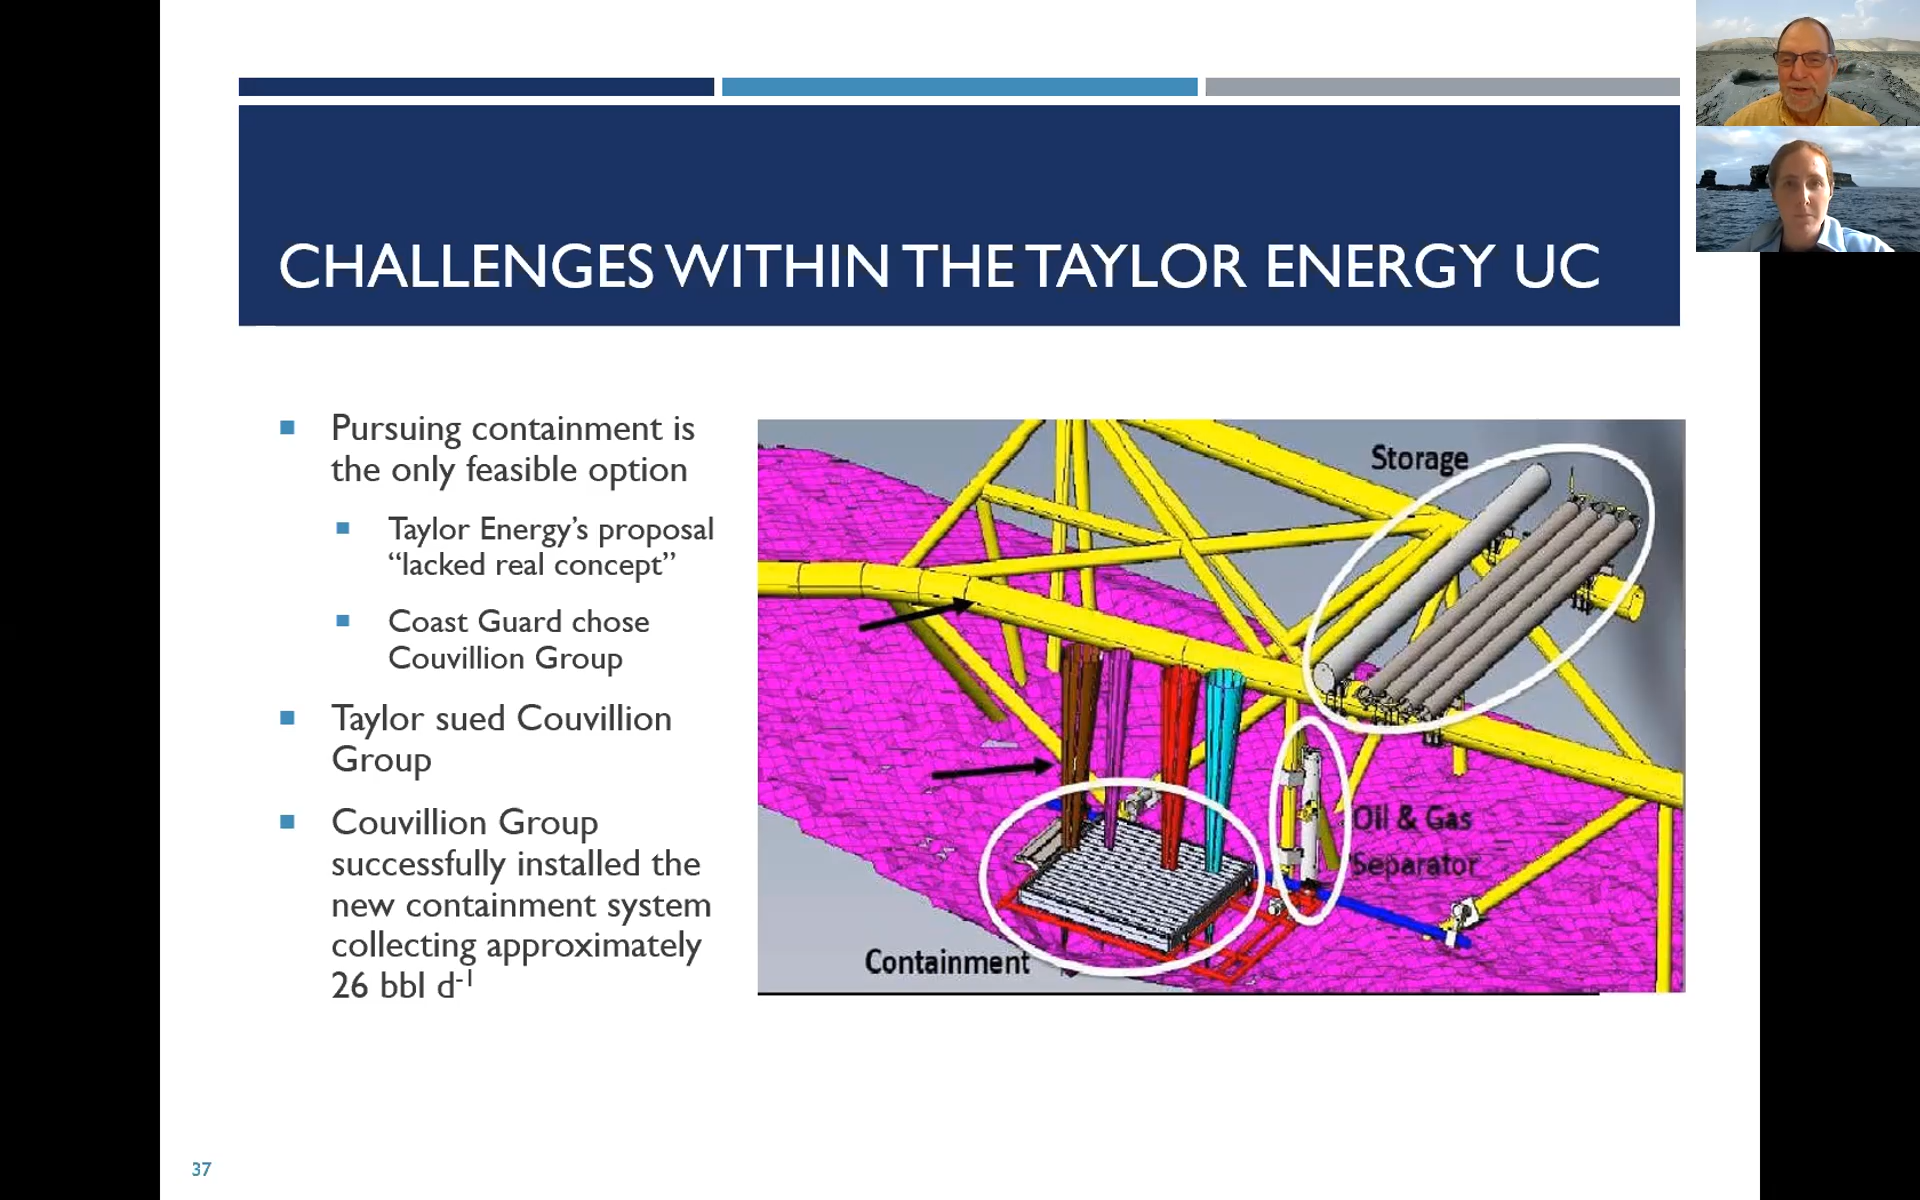 CHALLENGES WITHIN THE TAYLOR ENERGY UC
Pursuing containment is
the only feasible option
Taylor Energy’s proposal
“lacked real concept”
Coast Guard chose
Couvillion Group
Taylor sued Couvillion
Group
Couvillion Group
successfully installed the
new containment system
collecting approximately
26 bbl d⁻¹
Storage
Oil & Gas
Separator
Containment
37